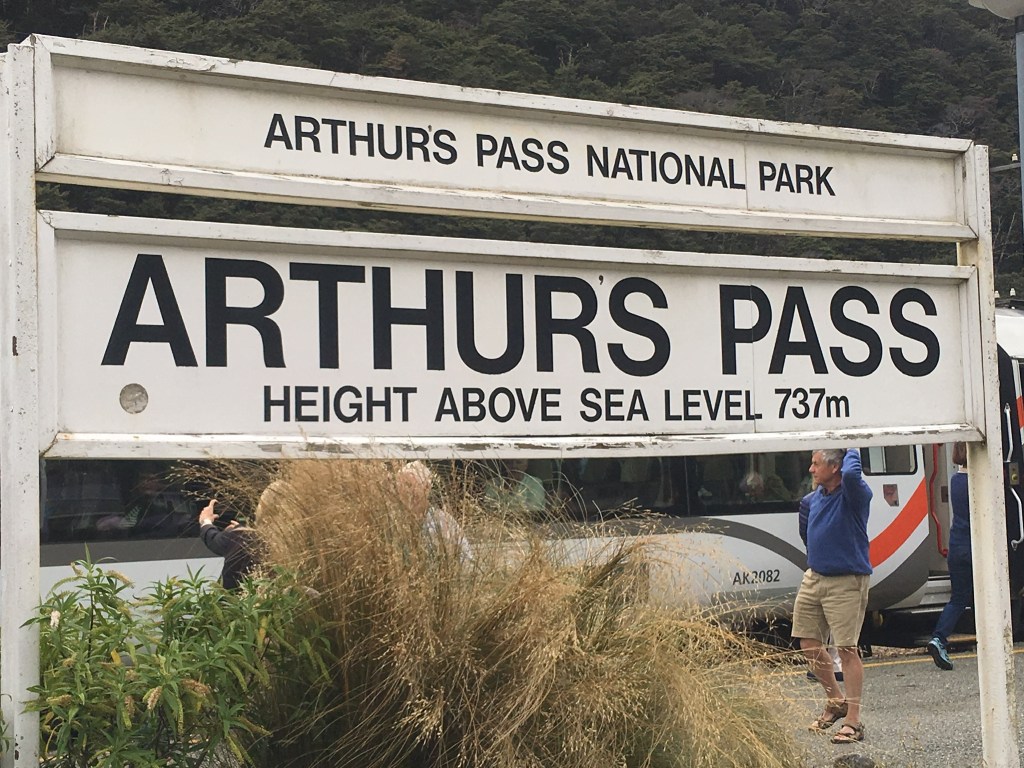 ARTHUR'S PASS NATIONAL PARK
ARTHUR'S PASS
HEIGHT ABOVE SEA LEVEL 737m
AK2082